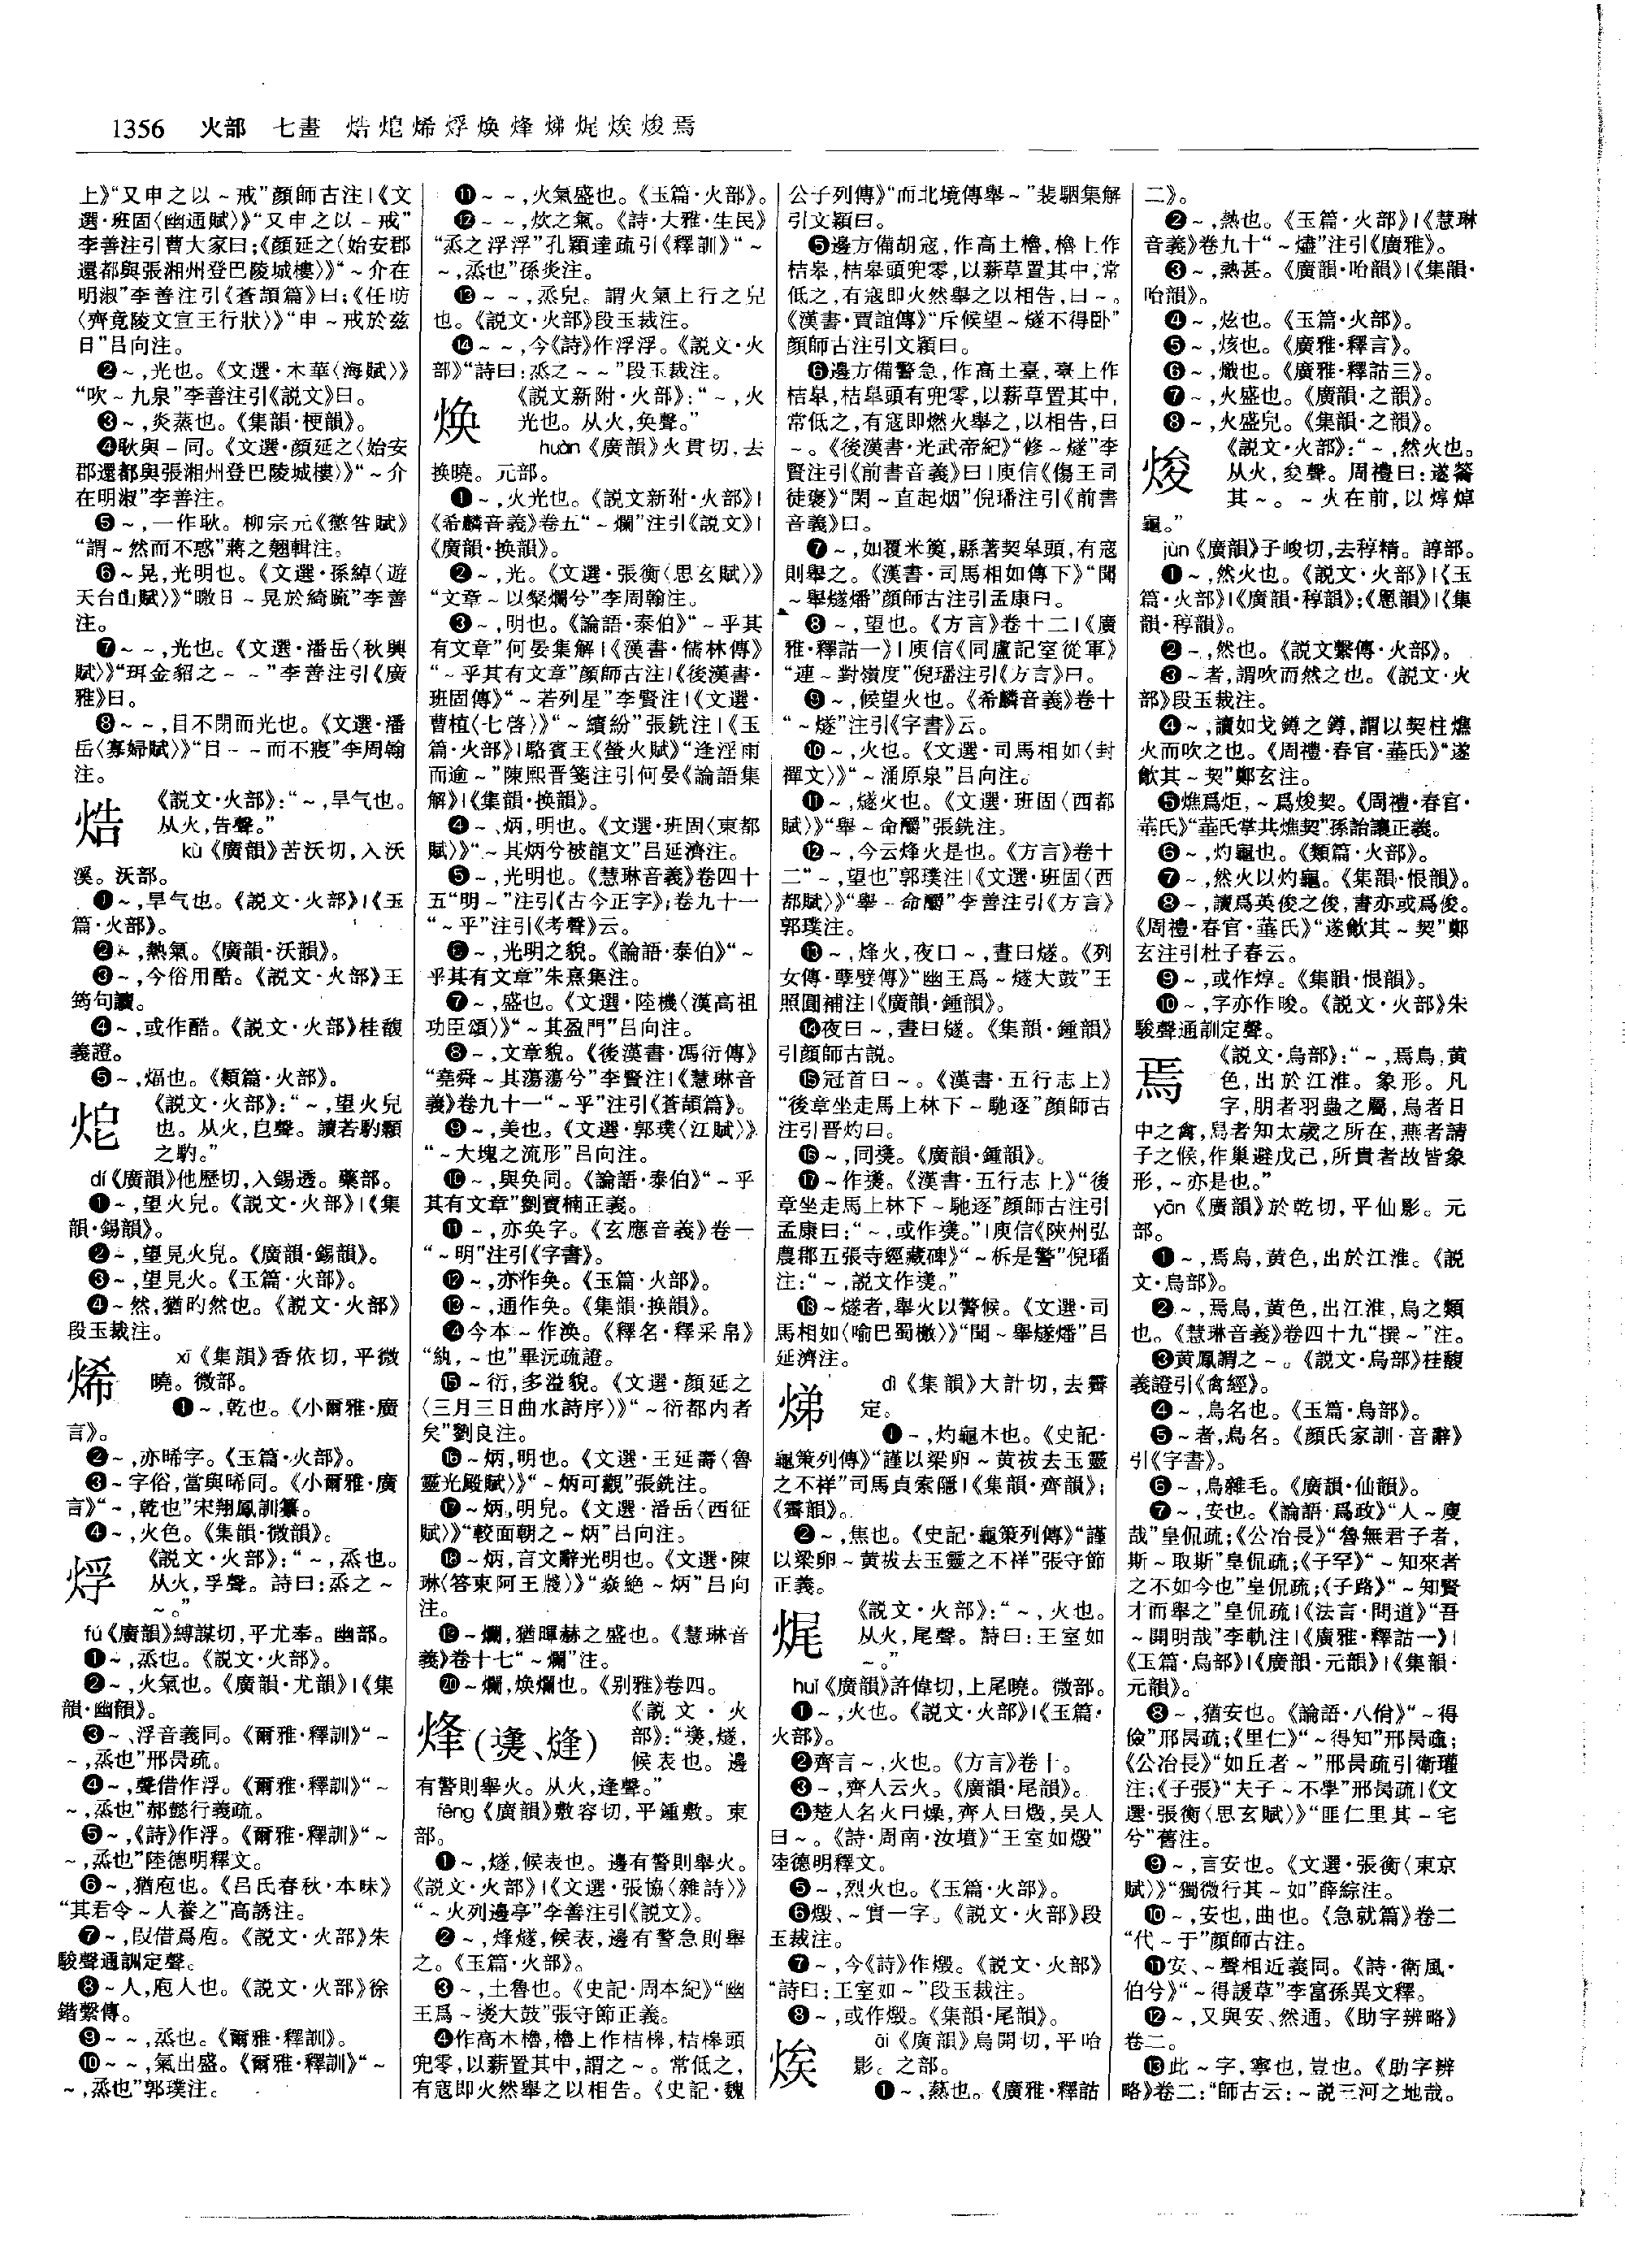 1356 火部 七畫 焅炮烯烰焕烽焍焜焌焉
上》“又申之以～戒”顏師古注|《文
選·班固〈幽通賦〉》“又申之以～戒”
李善注引曹大家曰;《顏延之〈始安郡
還都與張湘州登巴陵城樓〉》“～介在
明淑”李善注引《蒼頡篇》曰;《任昉
〈齊竟陵文宣王行狀〉》“申～戒於兹
日”吕向注。
❷～,光也。《文選·木華〈海賦〉》
“吹～九泉”李善注引《説文》曰。
❸～,炎蒸也。《集韻·梗韻》。
❹耿與～同。《文選·顏延之〈始安
郡還都與張湘州登巴陵城樓〉》“～介
在明淑”李善注。
❺～,一作耿。柳宗元《懲咎賦》
“謂～然而不惑”蔣之翹輯注。
❻～晃,光明也。《文選·孫綽〈遊
天台山賦〉》“暾日～晃於綺疏”李善
注。
❼～～,光也。《文選·潘岳〈秋興
賦〉》“珥金貂之～～”李善注引《廣
雅》曰。
❽～～,目不閉而光也。《文選·潘
岳〈寡婦賦〉》“目～～而不寢”李周翰
注。
焅
《説文·火部》:“～,旱气也。
从火,告聲。”
kù《廣韻》苦沃切,入沃
溪。沃部。
❶～,旱气也。《説文·火部》|《玉
篇·火部》。
❷～,熱氣。《廣韻·沃韻》。
❸～,今俗用酷。《説文·火部》王
筠句讀。
❹～,或作酷。《説文·火部》桂馥
義證。
❺～,煏也。《類篇·火部》。
《説文·火部》:“～,望火皃
也。从火,皀聲。讀若馰顙
之馰。”
dí《廣韻》他歷切,入錫透。藥部。
❶～,望火皃。《説文·火部》|《集
韻·錫韻》。
❷～,望見火皃。《廣韻·錫韻》。
❸～,望見火。《玉篇·火部》。
❹～然,猶旳然也。《説文·火部》
段玉裁注。
烯
xī《集韻》香依切,平微
曉。微部。
❶～,乾也。《小爾雅·廣
言》。
❷～,亦晞字。《玉篇·火部》。
❸～字俗,當與晞同。《小爾雅·廣
言》“～,乾也”宋翔鳳訓纂。
❹～,火色。《集韻·微韻》。
烰
《説文·火部》:“～,烝也。
从火,孚聲。詩曰:烝之～
～。”
fú《廣韻》縛謀切,平尤奉。幽部。
❶～,烝也。《説文·火部》。
❷～,火氣也。《廣韻·尤韻》|《集
韻·幽韻》。
❸～、浮音義同。《爾雅·釋訓》“～
～,烝也”邢昺疏。
❹～,聲借作浮。《爾雅·釋訓》“～
～,烝也”郝懿行義疏。
❺～,《詩》作浮。《爾雅·釋訓》“～
～,烝也”陸德明釋文。
❻～,猶庖也。《吕氏春秋·本味》
“其君令～人養之”高誘注。
❼～,叚借爲庖。《説文·火部》朱
駿聲通訓定聲。
❽～人,庖人也。《説文·火部》徐
鍇繫傳。
❾～～,烝也。《爾雅·釋訓》。
❿～～,氣出盛。《爾雅·釋訓》“～
～,烝也”郭璞注。
⓫～～,火氣盛也。《玉篇·火部》。
⓬～～,炊之氣。《詩·大雅·生民》
“烝之浮浮”孔穎達疏引《釋訓》“～
～,烝也”孫炎注。
⓭～～,烝皃。謂火氣上行之皃
也。《説文·火部》段玉裁注。
⓮～～,今《詩》作浮浮。《説文·火
部》“詩曰:烝之～～”段玉裁注。
焕
《説文新附·火部》:“～,火
光也。从火,奂聲。”
huàn《廣韻》火貫切,去
换曉。元部。
❶～,火光也。《説文新附·火部》|
《希麟音義》卷五“～爛”注引《説文》|
《廣韻·换韻》。
❷～,光。《文選·張衡〈思玄賦〉》
“文章～以粲爛兮”李周翰注。
❸～,明也。《論語·泰伯》“～乎其
有文章”何晏集解|《漢書·儒林傳》
“～乎其有文章”顏師古注|《後漢書·
班固傳》“～若列星”李賢注|《文選·
曹植〈七啓〉》“～繽紛”張銑注|《玉
篇·火部》|駱賓王《螢火賦》“逢淫雨
而逾～”陳熙晋箋注引何晏《論語集
解》|《集韻·换韻》。
❹～、炳,明也。《文選·班固〈東都
賦〉》“～其炳兮被龍文”吕延濟注。
❺～,光明也。《慧琳音義》卷四十
五“明～”注引《古今正字》;卷九十一
“～乎”注引《考聲》云。
❻～,光明之貌。《論語·泰伯》“～
乎其有文章”朱熹集注。
❼～,盛也。《文選·陸機〈漢高祖
功臣頌〉》“～其盈門”吕向注。
❽～,文章貌。《後漢書·馮衍傳》
“堯舜～其蕩蕩兮”李賢注|《慧琳音
義》卷九十一“～乎”注引《蒼頡篇》。
❾～,美也。《文選·郭璞〈江賦〉》
“～大塊之流形”吕向注。
❿～,與奂同。《論語·泰伯》“～乎
其有文章”劉寶楠正義。
⓫～,亦奂字。《玄應音義》卷一
“～明”注引《字書》。
⓬～,亦作奂。《玉篇·火部》。
⓭～,通作奂。《集韻·换韻》。
⓮今本～作涣。《釋名·釋采帛》
“紈,～也”畢沅疏證。
⓯～衍,多溢貌。《文選·顏延之
〈三月三日曲水詩序〉》“～衍都内者
矣”劉良注。
⓰～炳,明也。《文選·王延壽〈魯
靈光殿賦〉》“～炳可觀”張銑注。
⓱～炳,明皃。《文選·潘岳〈西征
賦〉》“較面朝之～炳”吕向注。
⓲～炳,言文辭光明也。《文選·陳
琳〈答東阿王牋〉》“焱絶～炳”吕向
注。
⓳～爛,猶暉赫之盛也。《慧琳音
義》卷十七“～爛”注。
⓴～爛,焕爛也。《别雅》卷四。
烽(㷭、熢)
《説文·火
部》:“㷭,燧,
候表也。邊
有警則舉火。从火,逢聲。”
fēng《廣韻》敷容切,平鍾敷。東
部。
❶～,燧,候表也。邊有警則舉火。
《説文·火部》|《文選·張協〈雜詩〉》
“～火列邊亭”李善注引《説文》。
❷～,烽燧,候表,邊有警急則舉
之。《玉篇·火部》。
❸～,土魯也。《史記·周本紀》“幽
王爲～燧大鼓”張守節正義。
❹作高木櫓,櫓上作桔橰,桔橰頭
兜零,以薪置其中,謂之～。常低之,
有寇即火然舉之以相告。《史記·魏
公子列傳》“而北境傳舉～”裴駰集解
引文穎曰。
❺邊方備胡寇,作高土櫓,櫓上作
桔皋,桔皋頭兜零,以薪草置其中,常
低之,有寇即火然舉之以相告,曰～。
《漢書·賈誼傳》“斥候望～燧不得卧”
顏師古注引文穎曰。
❻邊方備警急,作高土臺,臺上作
桔皋,桔皋頭有兜零,以薪草置其中,
常低之,有寇即燃火舉之,以相告,曰
～。《後漢書·光武帝紀》“修～燧”李
賢注引《前書音義》曰|庾信《傷王司
徒褒》“閑～直起烟”倪璠注引《前書
音義》曰。
❼～,如覆米䉛,縣著契皋頭,有寇
則舉之。《漢書·司馬相如傳下》“聞
～舉燧燔”顏師古注引孟康曰。
❽～,望也。《方言》卷十二|《廣
雅·釋詁一》|庾信《同盧記室從軍》
“連～對嶺度”倪璠注引《方言》曰。
❾～,候望火也。《希麟音義》卷十
“～燧”注引《字書》云。
❿～,火也。《文選·司馬相如〈封
禪文〉》“～涌原泉”吕向注。
⓫～,燧火也。《文選·班固〈西都
賦〉》“舉～命釂”張銑注。
⓬～,今云烽火是也。《方言》卷十
二“～,望也”郭璞注|《文選·班固〈西
都賦〉》“舉～命釂”李善注引《方言》
郭璞注。
⓭～,烽火,夜曰～,晝曰燧。《列
女傳·孽嬖傳》“幽王爲～燧大鼓”王
照圓補注|《廣韻·鍾韻》。
⓮夜曰～,晝曰燧。《集韻·鍾韻》
引顏師古説。
⓯冠首曰～。《漢書·五行志上》
“後章坐走馬上林下～馳逐”顏師古
注引晋灼曰。
⓰～,同㷭。《廣韻·鍾韻》。
⓱～作㷭。《漢書·五行志上》“後
章坐走馬上林下～馳逐”顏師古注引
孟康曰:“～,或作㷭。”|庾信《陝州弘
農郡五張寺經藏碑》“～柝是警”倪璠
注:“～,説文作㷭。”
⓲～燧者,舉火以警候。《文選·司
馬相如〈喻巴蜀檄〉》“聞～舉燧燔”吕
延濟注。
焍
dì《集韻》大計切,去霽
定。
❶～,灼龜木也。《史記·
龜策列傳》“謹以梁卵～黄祓去玉靈
之不祥”司馬貞索隱|《集韻·齊韻》;
《霽韻》。
❷～,焦也。《史記·龜策列傳》“謹
以梁卵～黄祓去玉靈之不祥”張守節
正義。
焜
《説文·火部》:“～,火也。
从火,尾聲。詩曰:王室如
～。”
huǐ《廣韻》許偉切,上尾曉。微部。
❶～,火也。《説文·火部》|《玉篇·
火部》。
❷齊言～,火也。《方言》卷十。
❸～,齊人云火。《廣韻·尾韻》。
❹楚人名火曰燥,齊人曰燬,吴人
曰～。《詩·周南·汝墳》“王室如燬”
陸德明釋文。
❺～,烈火也。《玉篇·火部》。
❻燬、～實一字。《説文·火部》段
玉裁注。
❼～,今《詩》作燬。《説文·火部》
“詩曰:王室如～”段玉裁注。
❽～,或作燬。《集韻·尾韻》。
焕
āi《廣韻》烏開切,平咍
影。之部。
❶～,爇也。《廣雅·釋詁
二》。
❷～,熱也。《玉篇·火部》|《慧琳
音義》卷九十“～燼”注引《廣雅》。
❸～,熱甚。《廣韻·咍韻》|《集韻·
咍韻》。
❹～,炫也。《玉篇·火部》。
❺～,烗也。《廣雅·釋言》。
❻～,熾也。《廣雅·釋詁三》。
❼～,火盛也。《廣韻·之韻》。
❽～,火盛皃。《集韻·之韻》。
焌
《説文·火部》:“～,然火也。
从火,夋聲。周禮曰:遂籥
其～。～火在前,以焞焯
龜。”
jùn《廣韻》子峻切,去稕精。諄部。
❶～,然火也。《説文·火部》|《玉
篇·火部》|《廣韻·稕韻》;《恩韻》|《集
韻·稕韻》。
❷～,然也。《説文繫傳·火部》。
❸～者,謂吹而然之也。《説文·火
部》段玉裁注。
❹～,讀如戈鐏之鐏,謂以契柱燋
火而吹之也。《周禮·春官·菙氏》“遂
歙其～契”鄭玄注。
❺燋爲炬,～爲焌契。《周禮·春官·
菙氏》“菙氏掌共燋契”孫詒讓正義。
❻～,灼龜也。《類篇·火部》。
❼～,然火以灼龜。《集韻·恨韻》。
❽～,讀爲英俊之俊,書亦或爲俊。
《周禮·春官·菙氏》“遂歙其～契”鄭
玄注引杜子春云。
❾～,或作焞。《集韻·恨韻》。
❿～,字亦作晙。《説文·火部》朱
駿聲通訓定聲。
焉
《説文·烏部》:“～,焉鳥,黄
色,出於江淮。象形。凡
字,朋者羽蟲之屬,烏者日
中之禽,舄者知太歲之所在,燕者請
子之候,作巢避戊己,所貴者故皆象
形,～亦是也。”
yān《廣韻》於乾切,平仙影。元
部。
❶～,焉鳥,黄色,出於江淮。《説
文·烏部》。
❷～,焉鳥,黄色,出江淮,烏之類
也。《慧琳音義》卷四十九“撰～”注。
❸黄鳳謂之～。《説文·烏部》桂馥
義證引《禽經》。
❹～,鳥名也。《玉篇·烏部》。
❺～者,鳥名。《顏氏家訓·音辭》
引《字書》。
❻～,鳥雜毛。《廣韻·仙韻》。
❼～,安也。《論語·爲政》“人～廋
哉”皇侃疏;《公冶長》“魯無君子者,
斯～取斯”皇侃疏;《子罕》“～知來者
之不如今也”皇侃疏;《子路》“～知賢
才而舉之”皇侃疏|《法言·問道》“吾
～開明哉”李軌注|《廣雅·釋詁一》|
《玉篇·烏部》|《廣韻·元韻》|《集韻·
元韻》。
❽～,猶安也。《論語·八佾》“～得
儉”邢昺疏;《里仁》“～得知”邢昺疏;
《公冶長》“如丘者～”邢昺疏引衛瓘
注;《子張》“夫子～不學”邢昺疏|《文
選·張衡〈思玄賦〉》“匪仁里其～宅
兮”舊注。
❾～,言安也。《文選·張衡〈東京
賦〉》“獨微行其～如”薛綜注。
❿～,安也,曲也。《急就篇》卷二
“代～于”顏師古注。
⓫安、～聲相近義同。《詩·衛風·
伯兮》“～得諼草”李富孫異文釋。
⓬～,又與安、然通。《助字辨略》
卷二。
⓭此～字,寧也,豈也。《助字辨
略》卷二:“師古云:～説三河之地哉。